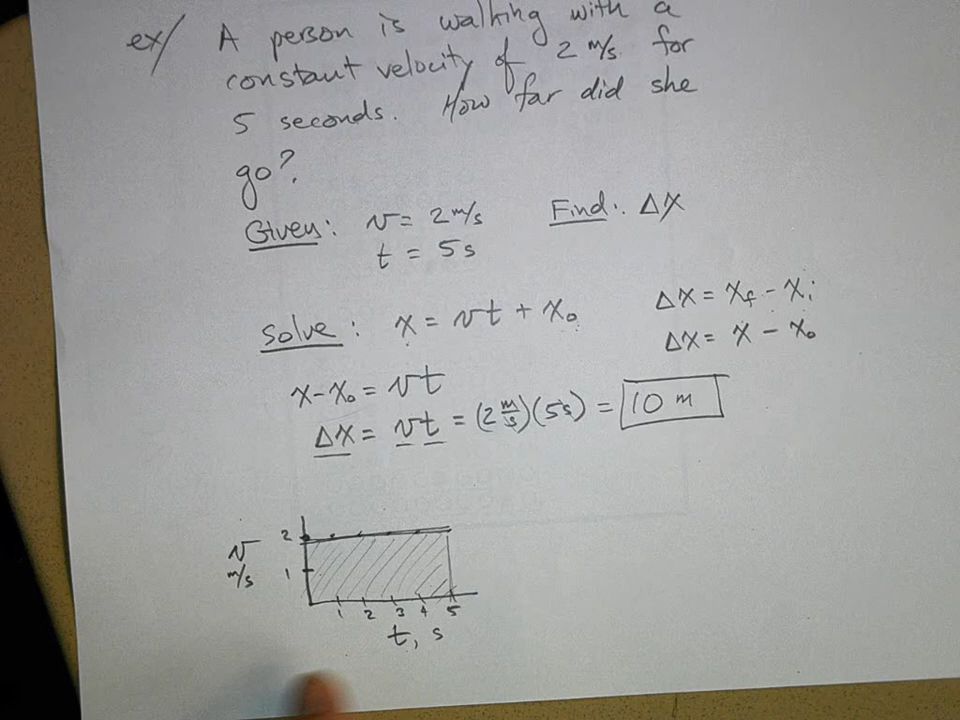 ex/ A person is walking with a
constant velocity of 2 m/s for
5 seconds. How far did she
go?
Given: v = 2 m/s Find: Δx
t = 5 s
Solve: x = vt + x₀ Δx = x_f - x_i
Δx = x - x₀
x - x₀ = vt
Δx = vt = (2 m/s)(5s) = 10 m
2
v
m/s 1
1 2 3 4 5
t, s